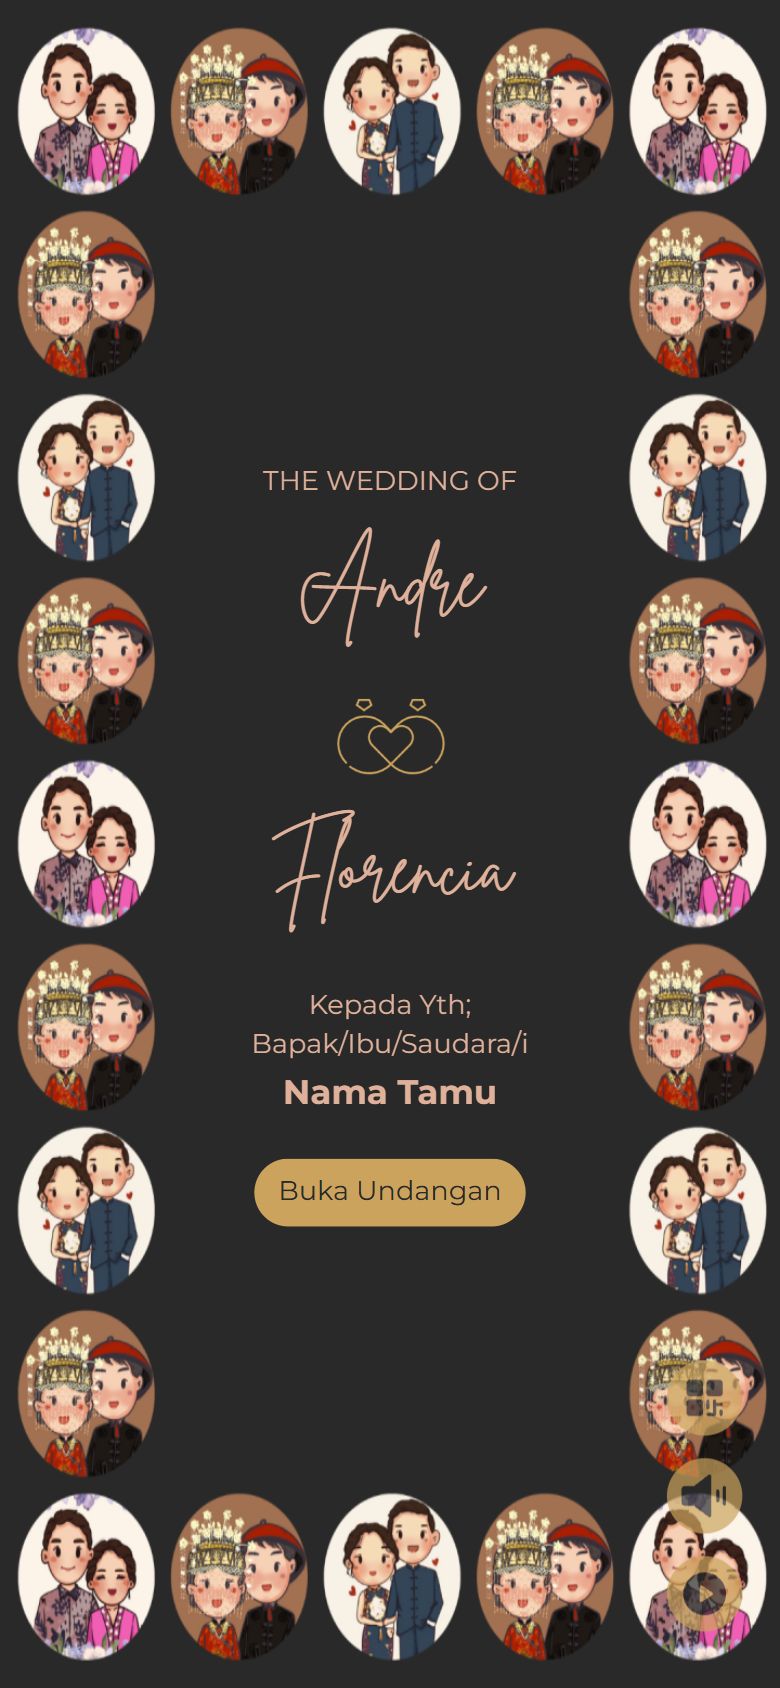 THE WEDDING OF
Andre
Florencia
Kepada Yth;
Bapak/Ibu/Saudara/i
Nama Tamu
Buka Undangan